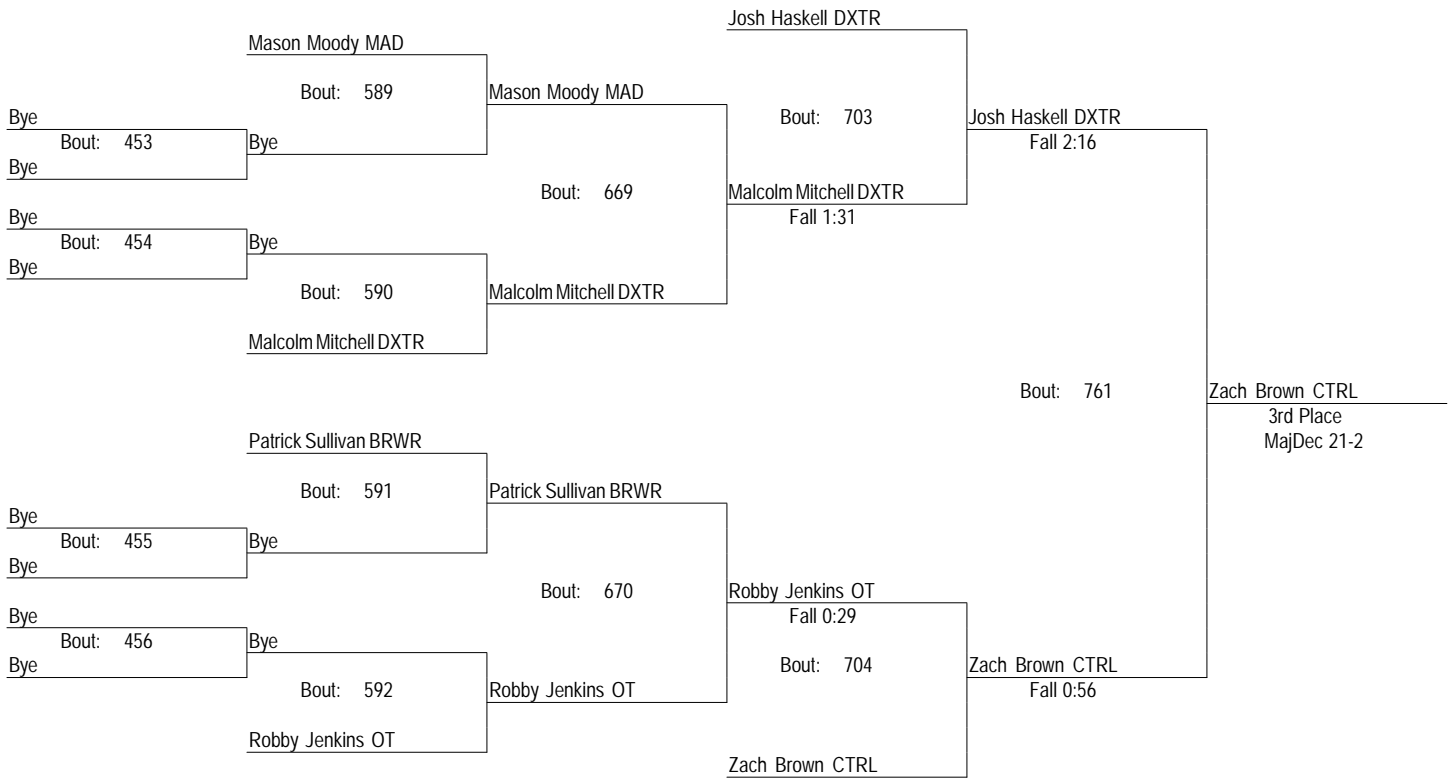 Josh Haskell DXTR
Mason Moody MAD
Bout: 589
Mason Moody MAD
Bye
Bout: 703
Josh Haskell DXTR
Bout: 453
Bye
Fall 2:16
Bye
Bout: 669
Malcolm Mitchell DXTR
Bye
Fall 1:31
Bout: 454
Bye
Bye
Bout: 590
Malcolm Mitchell DXTR
Malcolm Mitchell DXTR
Bout: 761
Zach Brown CTRL
3rd Place
Patrick Sullivan BRWR
MajDec 21-2
Bout: 591
Patrick Sullivan BRWR
Bye
Bout: 455
Bye
Bye
Bout: 670
Robby Jenkins OT
Bye
Fall 0:29
Bout: 456
Bye
Bye
Bout: 704
Zach Brown CTRL
Bout: 592
Robby Jenkins OT
Fall 0:56
Robby Jenkins OT
Zach Brown CTRL